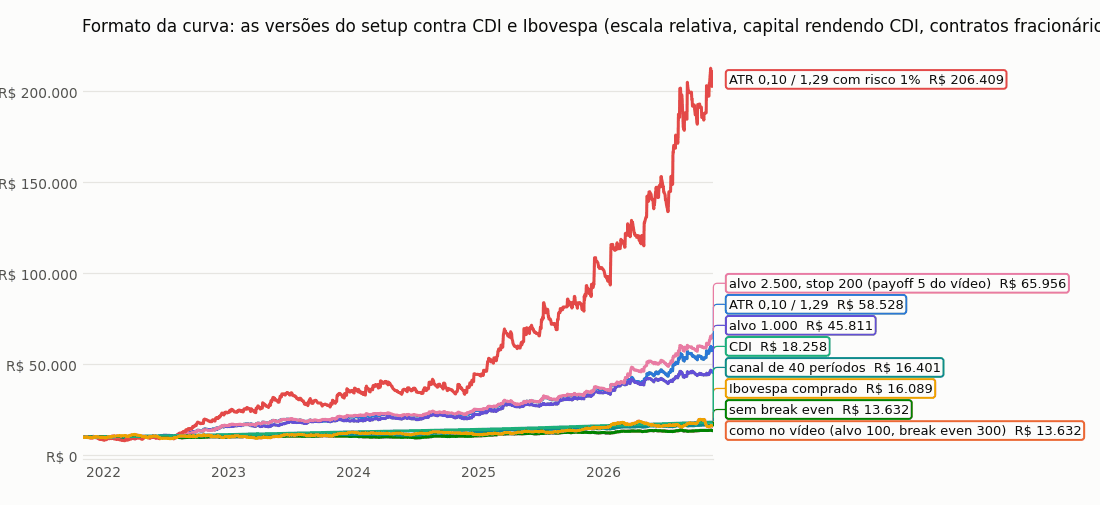 Formato da curva: as versões do setup contra CDI e Ibovespa (escala relativa, capital rendendo CDI, contratos fracionário
R$ 200.000
R$ 150.000
R$ 100.000
R$ 50.000
R$ 0
2022 2023 2024 2025 2026
ATR 0,10 / 1,29 com risco 1% R$ 206.409
alvo 2.500, stop 200 (payoff 5 do vídeo) R$ 65.956
ATR 0,10 / 1,29 R$ 58.528
alvo 1.000 R$ 45.811
CDI R$ 18.258
canal de 40 períodos R$ 16.401
Ibovespa comprado R$ 16.089
sem break even R$ 13.632
como no vídeo (alvo 100, break even 300) R$ 13.632